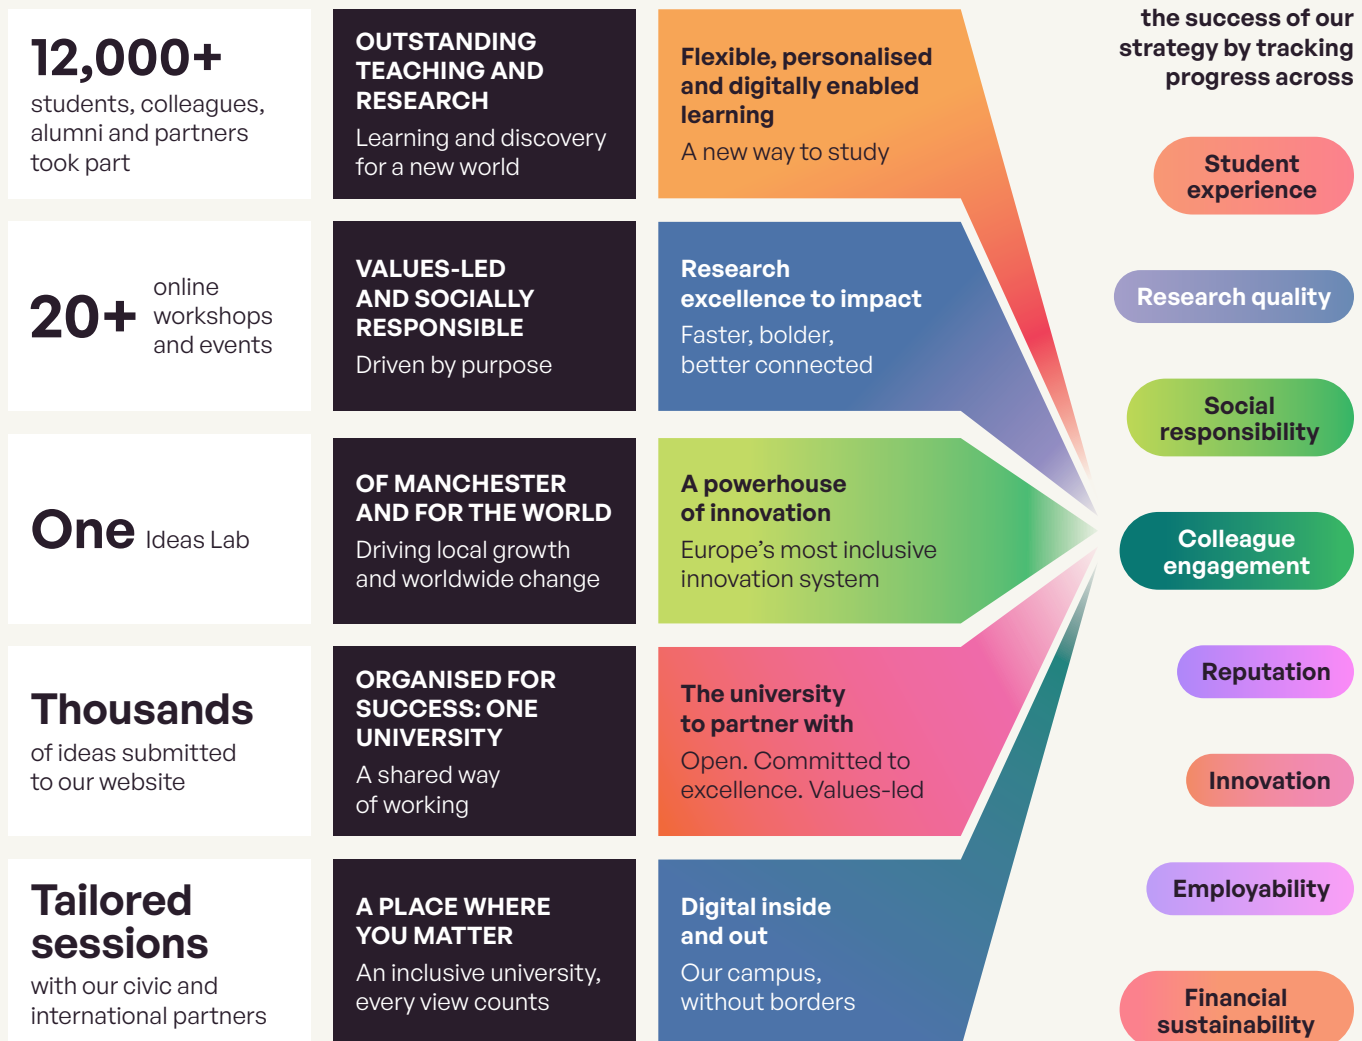 12,000+
students, colleagues,
alumni and partners
took part
20+
online
workshops
and events
One Ideas Lab
Thousands
of ideas submitted
to our website
Tailored
sessions
with our civic and
international partners
OUTSTANDING
TEACHING AND
RESEARCH
Learning and discovery
for a new world
VALUES-LED
AND SOCIALLY
RESPONSIBLE
Driven by purpose
OF MANCHESTER
AND FOR THE WORLD
Driving local growth
and worldwide change
ORGANISED FOR
SUCCESS: ONE
UNIVERSITY
A shared way
of working
A PLACE WHERE
YOU MATTER
An inclusive university,
every view counts
Flexible, personalised
and digitally enabled
learning
A new way to study
Research
excellence to impact
Faster, bolder,
better connected
A powerhouse
of innovation
Europe's most inclusive
innovation system
The university
to partner with
Open. Committed to
excellence. Values-led
Digital inside
and out
Our campus,
without borders
the success of our
strategy by tracking
progress across
Student
experience
Research quality
Social
responsibility
Colleague
engagement
Reputation
Innovation
Employability
Financial
sustainability